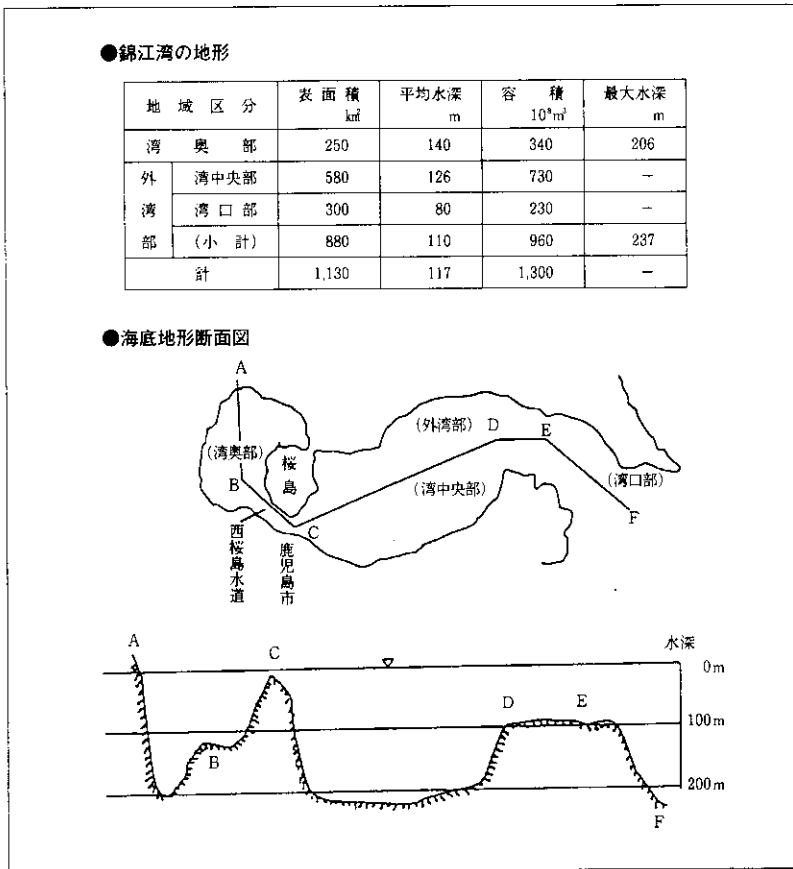 ●錦江湾の地形
地域区分 表面積 km² 平均水深 m 容積 10⁸m³ 最大水深 m
湾奥部 250 140 340 206
外湾部 湾中央部 580 126 730 －
湾口部 300 80 230 －
(小計) 880 110 960 237
計 1,130 117 1,300 －
●海底地形断面図
A
(湾奥部)
桜島
B
C
(外湾部)
D
E
(湾中央部)
(湾口部)
F
西桜島水道
鹿児島市
A
C
水深
0m
D
E
100m
B
200m
F